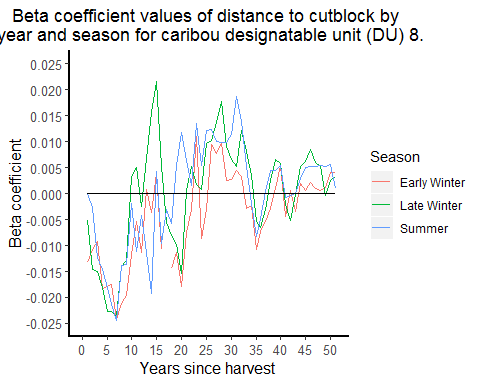 Beta coefficient values of distance to cutblock by
year and season for caribou designatable unit (DU) 8.
0.025
0.020
0.015
0.010
0.005
0.000
-0.005
-0.010
-0.015
-0.020
-0.025
Beta coefficient
0 5 10 15 20 25 30 35 40 45 50
Years since harvest
Season
Early Winter
Late Winter
Summer